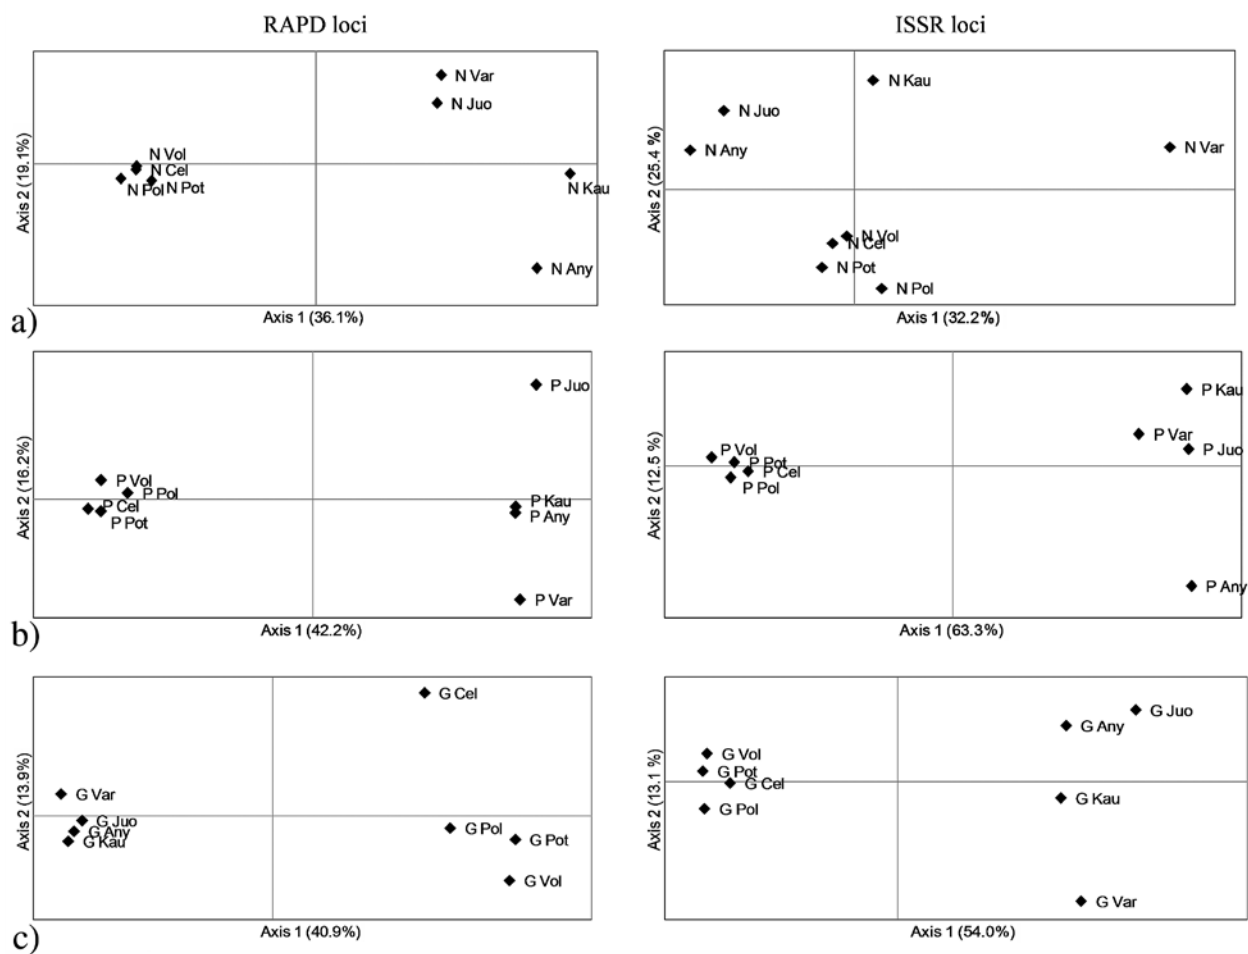 RAPD loci
ISSR loci
N Var
N Juo
N Vol
N Cel
N Pol
N Pot
N Kau
N Any
Axis 2 (19.1%)
Axis 1 (36.1%)
a)
N Kau
N Juo
N Any
N Var
N Vol
N Cel
N Pot
N Pol
Axis 2 (25.4 %)
Axis 1 (32.2%)
P Juo
P Vol
P Pol
P Cel
P Pot
P Kau
P Any
P Var
Axis 2 (16.2%)
Axis 1 (42.2%)
b)
P Kau
P Var
P Juo
P Vol
P Pot
P Cel
P Pol
P Any
Axis 2 (12.5 %)
Axis 1 (63.3%)
G Cel
G Var
G Juo
G Any
G Kau
G Pol
G Pot
G Vol
Axis 2 (13.9%)
Axis 1 (40.9%)
c)
G Juo
G Any
G Vol
G Pot
G Cel
G Kau
G Pol
G Var
Axis 2 (13.1 %)
Axis 1 (54.0%)